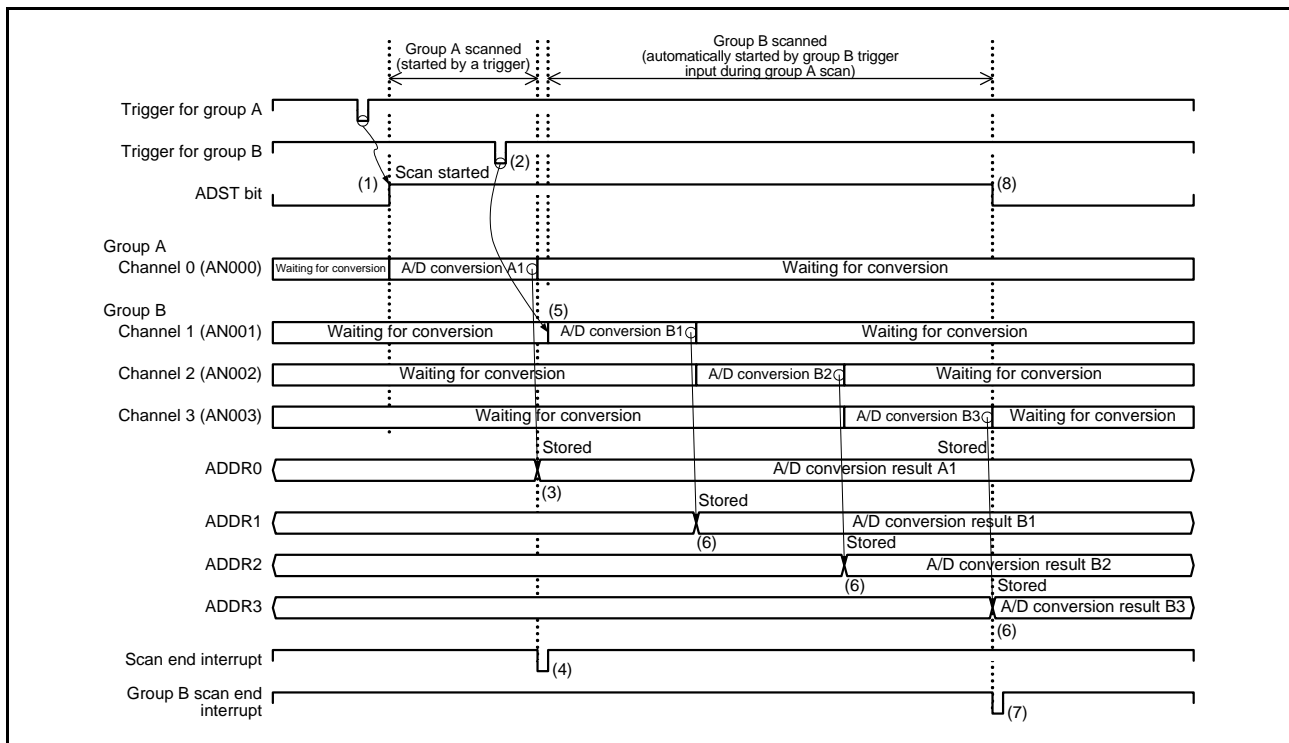 Group A scanned
(started by a trigger)
Group B scanned
(automatically started by group B trigger
input during group A scan)
Trigger for group A
Trigger for group B
(2)
Scan started
(1)
(8)
ADST bit
Group A
Channel 0 (AN000)
Waiting for conversion
A/D conversion A1
Waiting for conversion
Group B
(5)
Channel 1 (AN001)
Waiting for conversion
A/D conversion B1
Waiting for conversion
Channel 2 (AN002)
Waiting for conversion
A/D conversion B2
Waiting for conversion
Channel 3 (AN003)
Waiting for conversion
A/D conversion B3
Waiting for conversion
Stored
Stored
ADDR0
A/D conversion result A1
(3)
Stored
ADDR1
A/D conversion result B1
(6)
Stored
ADDR2
A/D conversion result B2
(6)
Stored
ADDR3
A/D conversion result B3
(6)
Scan end interrupt
(4)
Group B scan end
interrupt
(7)